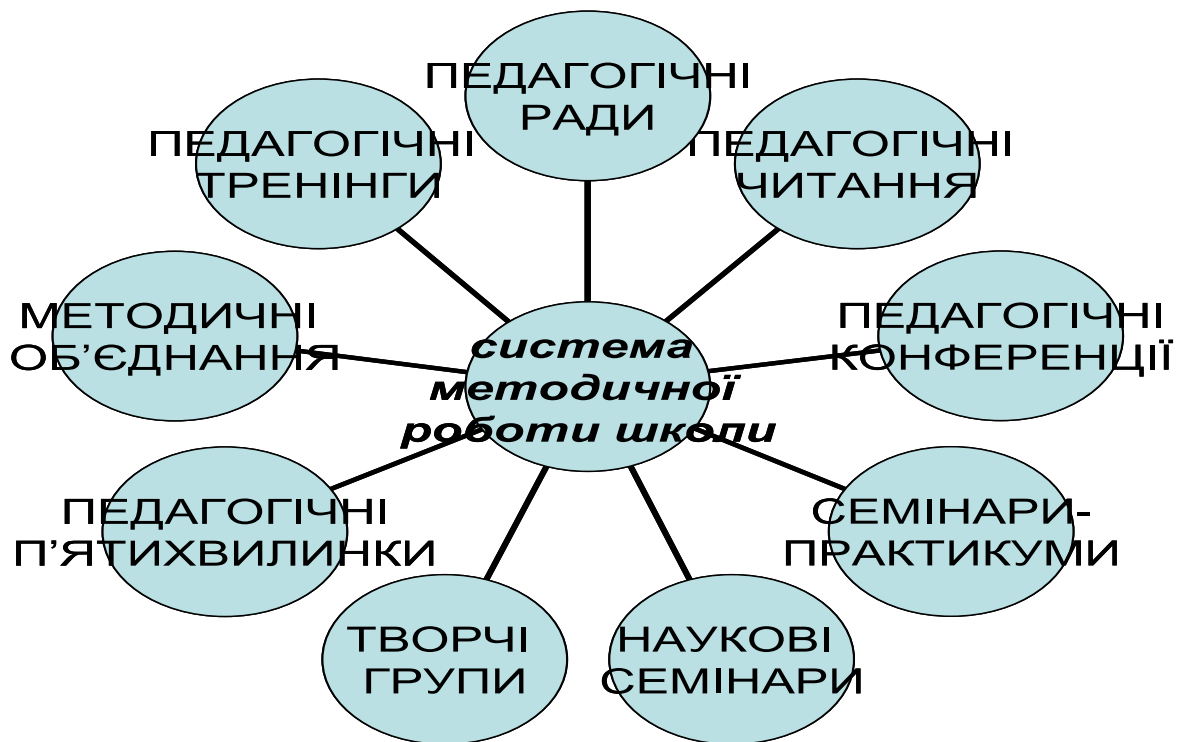 ПЕДАГОГІЧНІ
РАДИ
ПЕДАГОГІЧНІ
ТРЕНІНГИ
ПЕДАГОГІЧНІ
ЧИТАННЯ
МЕТОДИЧНІ
ОБ’ЄДНАННЯ
ПЕДАГОГІЧНІ
КОНФЕРЕНЦІЇ
система
методичної
роботи школи
ПЕДАГОГІЧНІ
П’ЯТИХВИЛИНКИ
СЕМІНАРИ-
ПРАКТИКУМИ
ТВОРЧІ
ГРУПИ
НАУКОВІ
СЕМІНАРИ